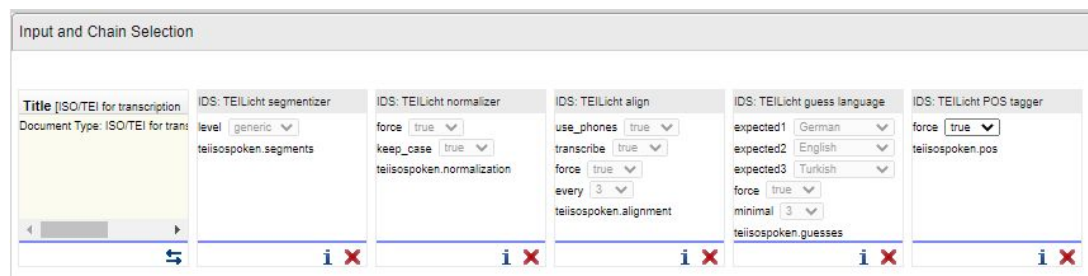 Input and Chain Selection
Title [ISO/TEI for transcription
Document Type: ISO/TEI for trans
IDS: TEILicht segmentizer
level generic
teiisospoken.segments
IDS: TEILicht normalizer
force true
keep_case true
teiisospoken.normalization
IDS: TEILicht align
use_phones true
transcribe true
force true
every 3
teiisospoken.alignment
IDS: TEILicht guess language
expected1 German
expected2 English
expected3 Turkish
force true
minimal 3
teiisospoken.guesses
IDS: TEILicht POS tagger
force true
teiisospoken.pos